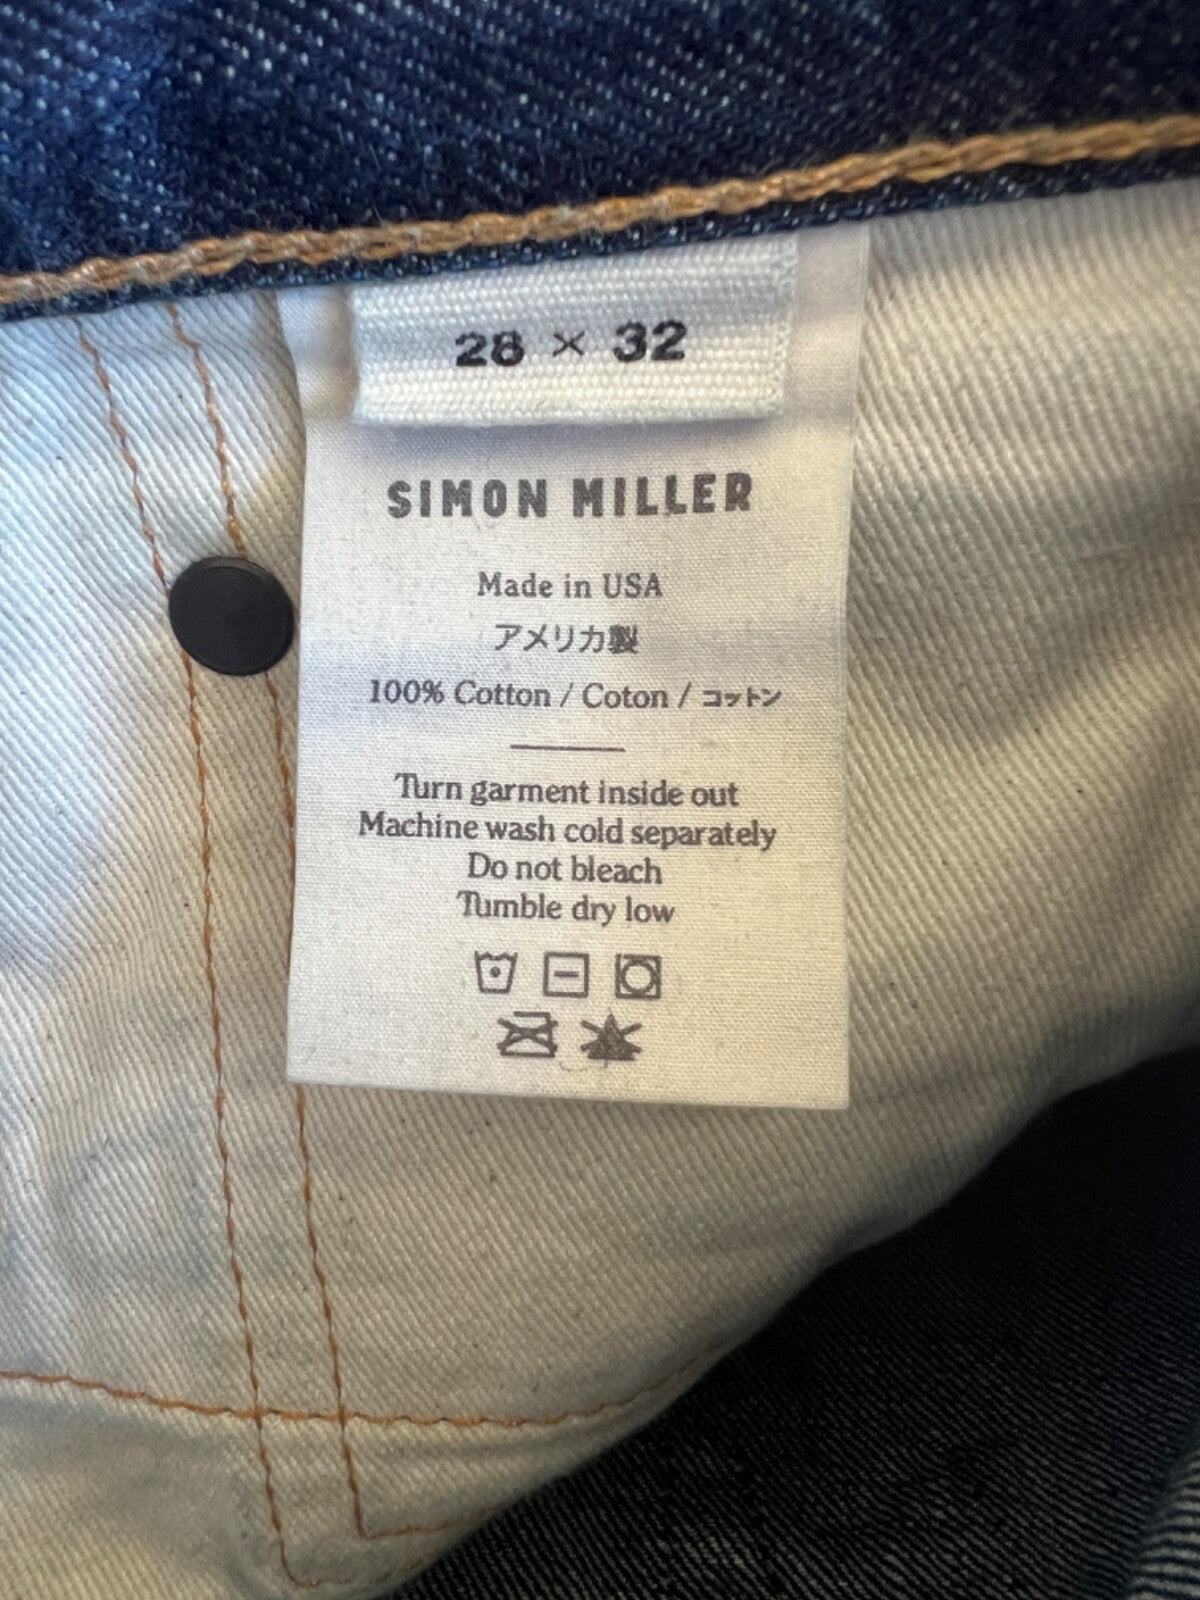 28 × 32
SIMON MILLER
Made in USA
アメリカ製
100% Cotton / Coton / コットン
Turn garment inside out
Machine wash cold separately
Do not bleach
Tumble dry low